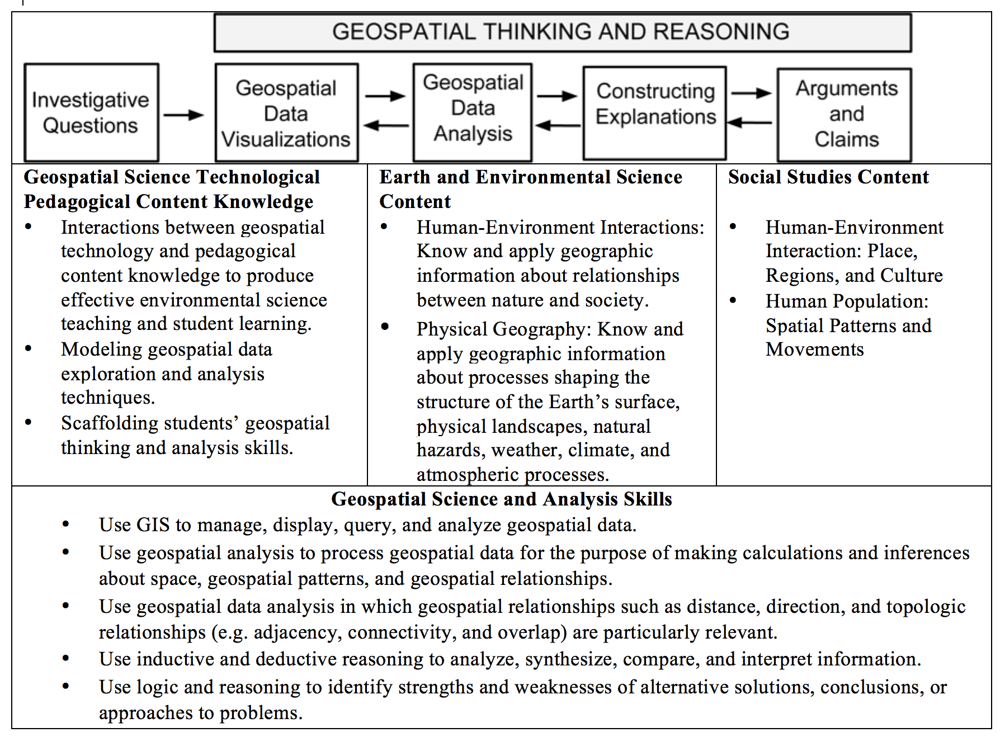 GEOSPATIAL THINKING AND REASONING
Investigative
Questions
Geospatial
Data
Visualizations
Geospatial
Data
Analysis
Constructing
Explanations
Arguments
and
Claims
Geospatial Science Technological
Pedagogical Content Knowledge
• Interactions between geospatial
technology and pedagogical
content knowledge to produce
effective environmental science
teaching and student learning.
• Modeling geospatial data
exploration and analysis
techniques.
• Scaffolding students’ geospatial
thinking and analysis skills.
Earth and Environmental Science
Content
• Human-Environment Interactions:
Know and apply geographic
information about relationships
between nature and society.
• Physical Geography: Know and
apply geographic information
about processes shaping the
structure of the Earth’s surface,
physical landscapes, natural
hazards, weather, climate, and
atmospheric processes.
Social Studies Content
• Human-Environment
Interaction: Place,
Regions, and Culture
• Human Population:
Spatial Patterns and
Movements
Geospatial Science and Analysis Skills
• Use GIS to manage, display, query, and analyze geospatial data.
• Use geospatial analysis to process geospatial data for the purpose of making calculations and inferences
about space, geospatial patterns, and geospatial relationships.
• Use geospatial data analysis in which geospatial relationships such as distance, direction, and topologic
relationships (e.g. adjacency, connectivity, and overlap) are particularly relevant.
• Use inductive and deductive reasoning to analyze, synthesize, compare, and interpret information.
• Use logic and reasoning to identify strengths and weaknesses of alternative solutions, conclusions, or
approaches to problems.